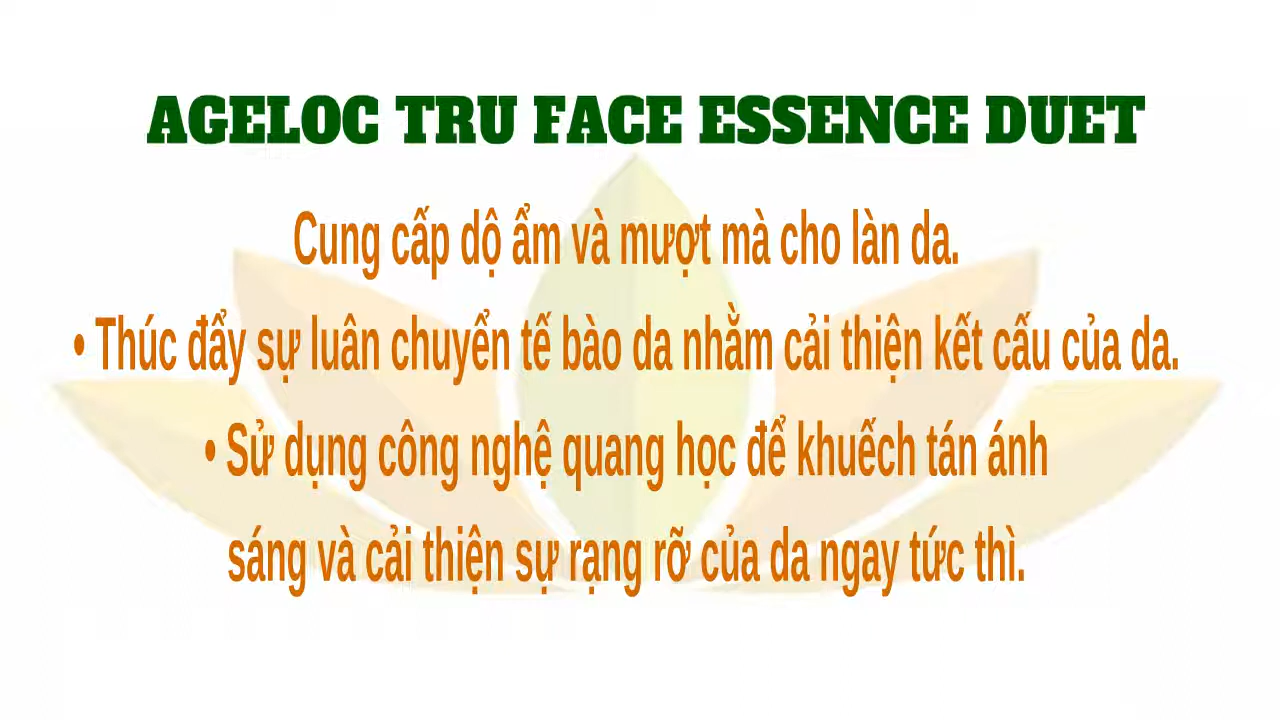 AGELOC TRU FACE ESSENCE DUET
Cung cấp dộ ẩm và mượt mà cho làn da.
• Thúc đẩy sự luân chuyển tế bào da nhằm cải thiện kết cấu của da.
• Sử dụng công nghệ quang học để khuếch tán ánh
sáng và cải thiện sự rạng rỡ của da ngay tức thì.